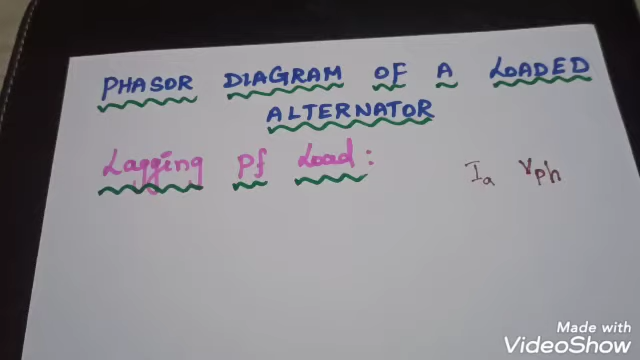 PHASOR DIAGRAM OF A LOADED
ALTERNATOR
Lagging pf Load:
Ia Vph
Made with
VideoShow